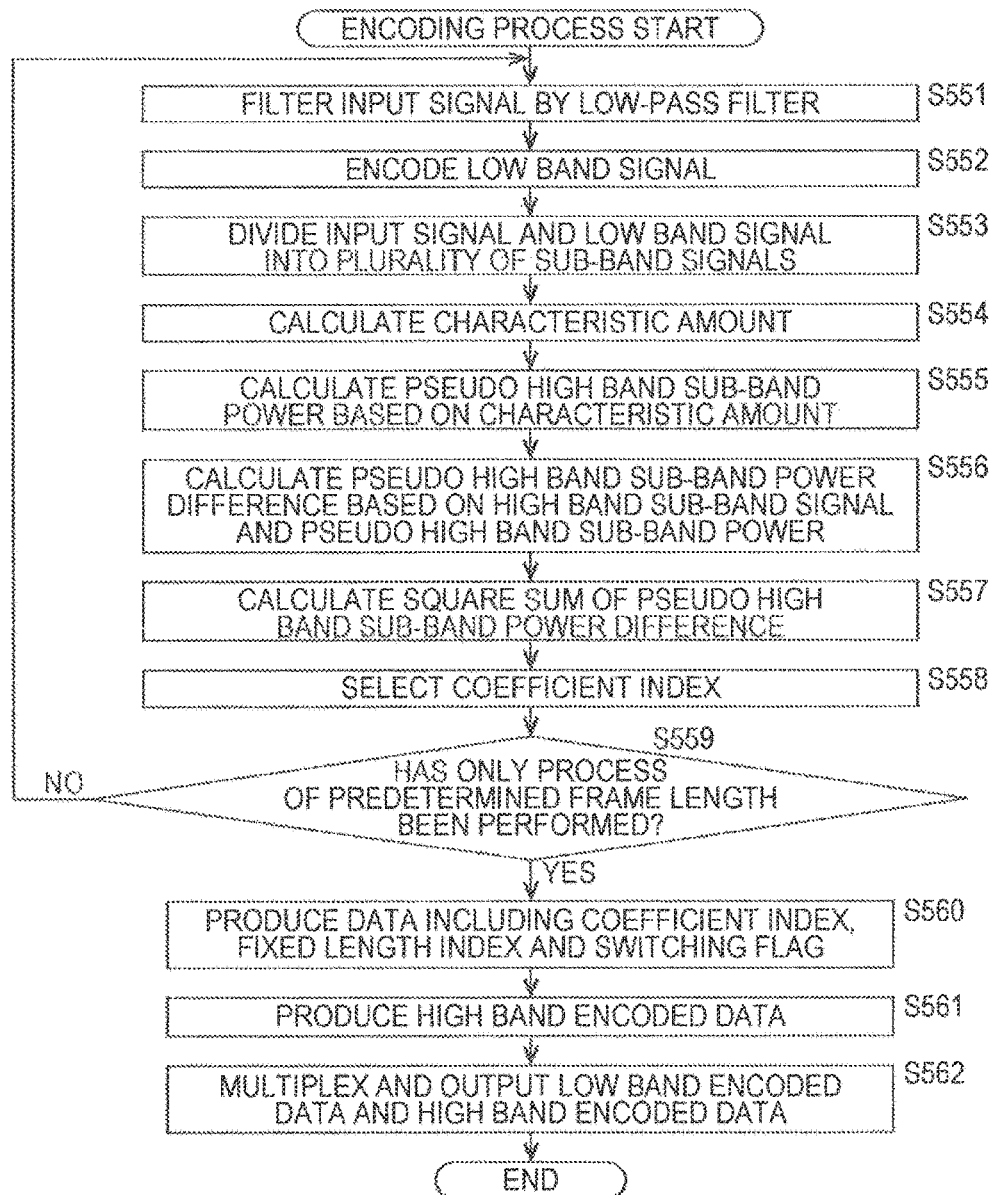 ENCODING PROCESS START
FILTER INPUT SIGNAL BY LOW-PASS FILTER
S551
ENCODE LOW BAND SIGNAL
S552
DIVIDE INPUT SIGNAL AND LOW BAND SIGNAL
INTO PLURALITY OF SUB-BAND SIGNALS
S553
CALCULATE CHARACTERISTIC AMOUNT
S554
CALCULATE PSEUDO HIGH BAND SUB-BAND
POWER BASED ON CHARACTERISTIC AMOUNT
S555
CALCULATE PSEUDO HIGH BAND SUB-BAND POWER
DIFFERENCE BASED ON HIGH BAND SUB-BAND SIGNAL
AND PSEUDO HIGH BAND SUB-BAND POWER
S556
CALCULATE SQUARE SUM OF PSEUDO HIGH
BAND SUB-BAND POWER DIFFERENCE
S557
SELECT COEFFICIENT INDEX
S558
S559
HAS ONLY PROCESS
OF PREDETERMINED FRAME LENGTH
BEEN PERFORMED?
NO
YES
PRODUCE DATA INCLUDING COEFFICIENT INDEX,
FIXED LENGTH INDEX AND SWITCHING FLAG
S560
PRODUCE HIGH BAND ENCODED DATA
S561
MULTIPLEX AND OUTPUT LOW BAND ENCODED
DATA AND HIGH BAND ENCODED DATA
S562
END